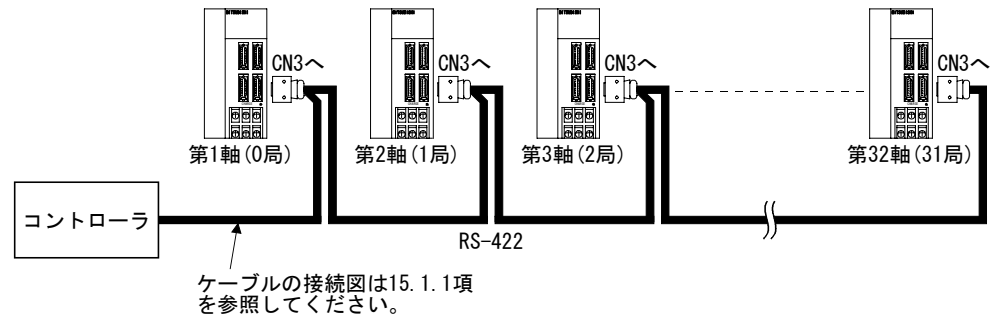 CN3へ
CN3へ
CN3へ
CN3へ
第1軸(0局)
第2軸(1局)
第3軸(2局)
第32軸(31局)
コントローラ
RS-422
ケーブルの接続図は15.1.1項
を参照してください。